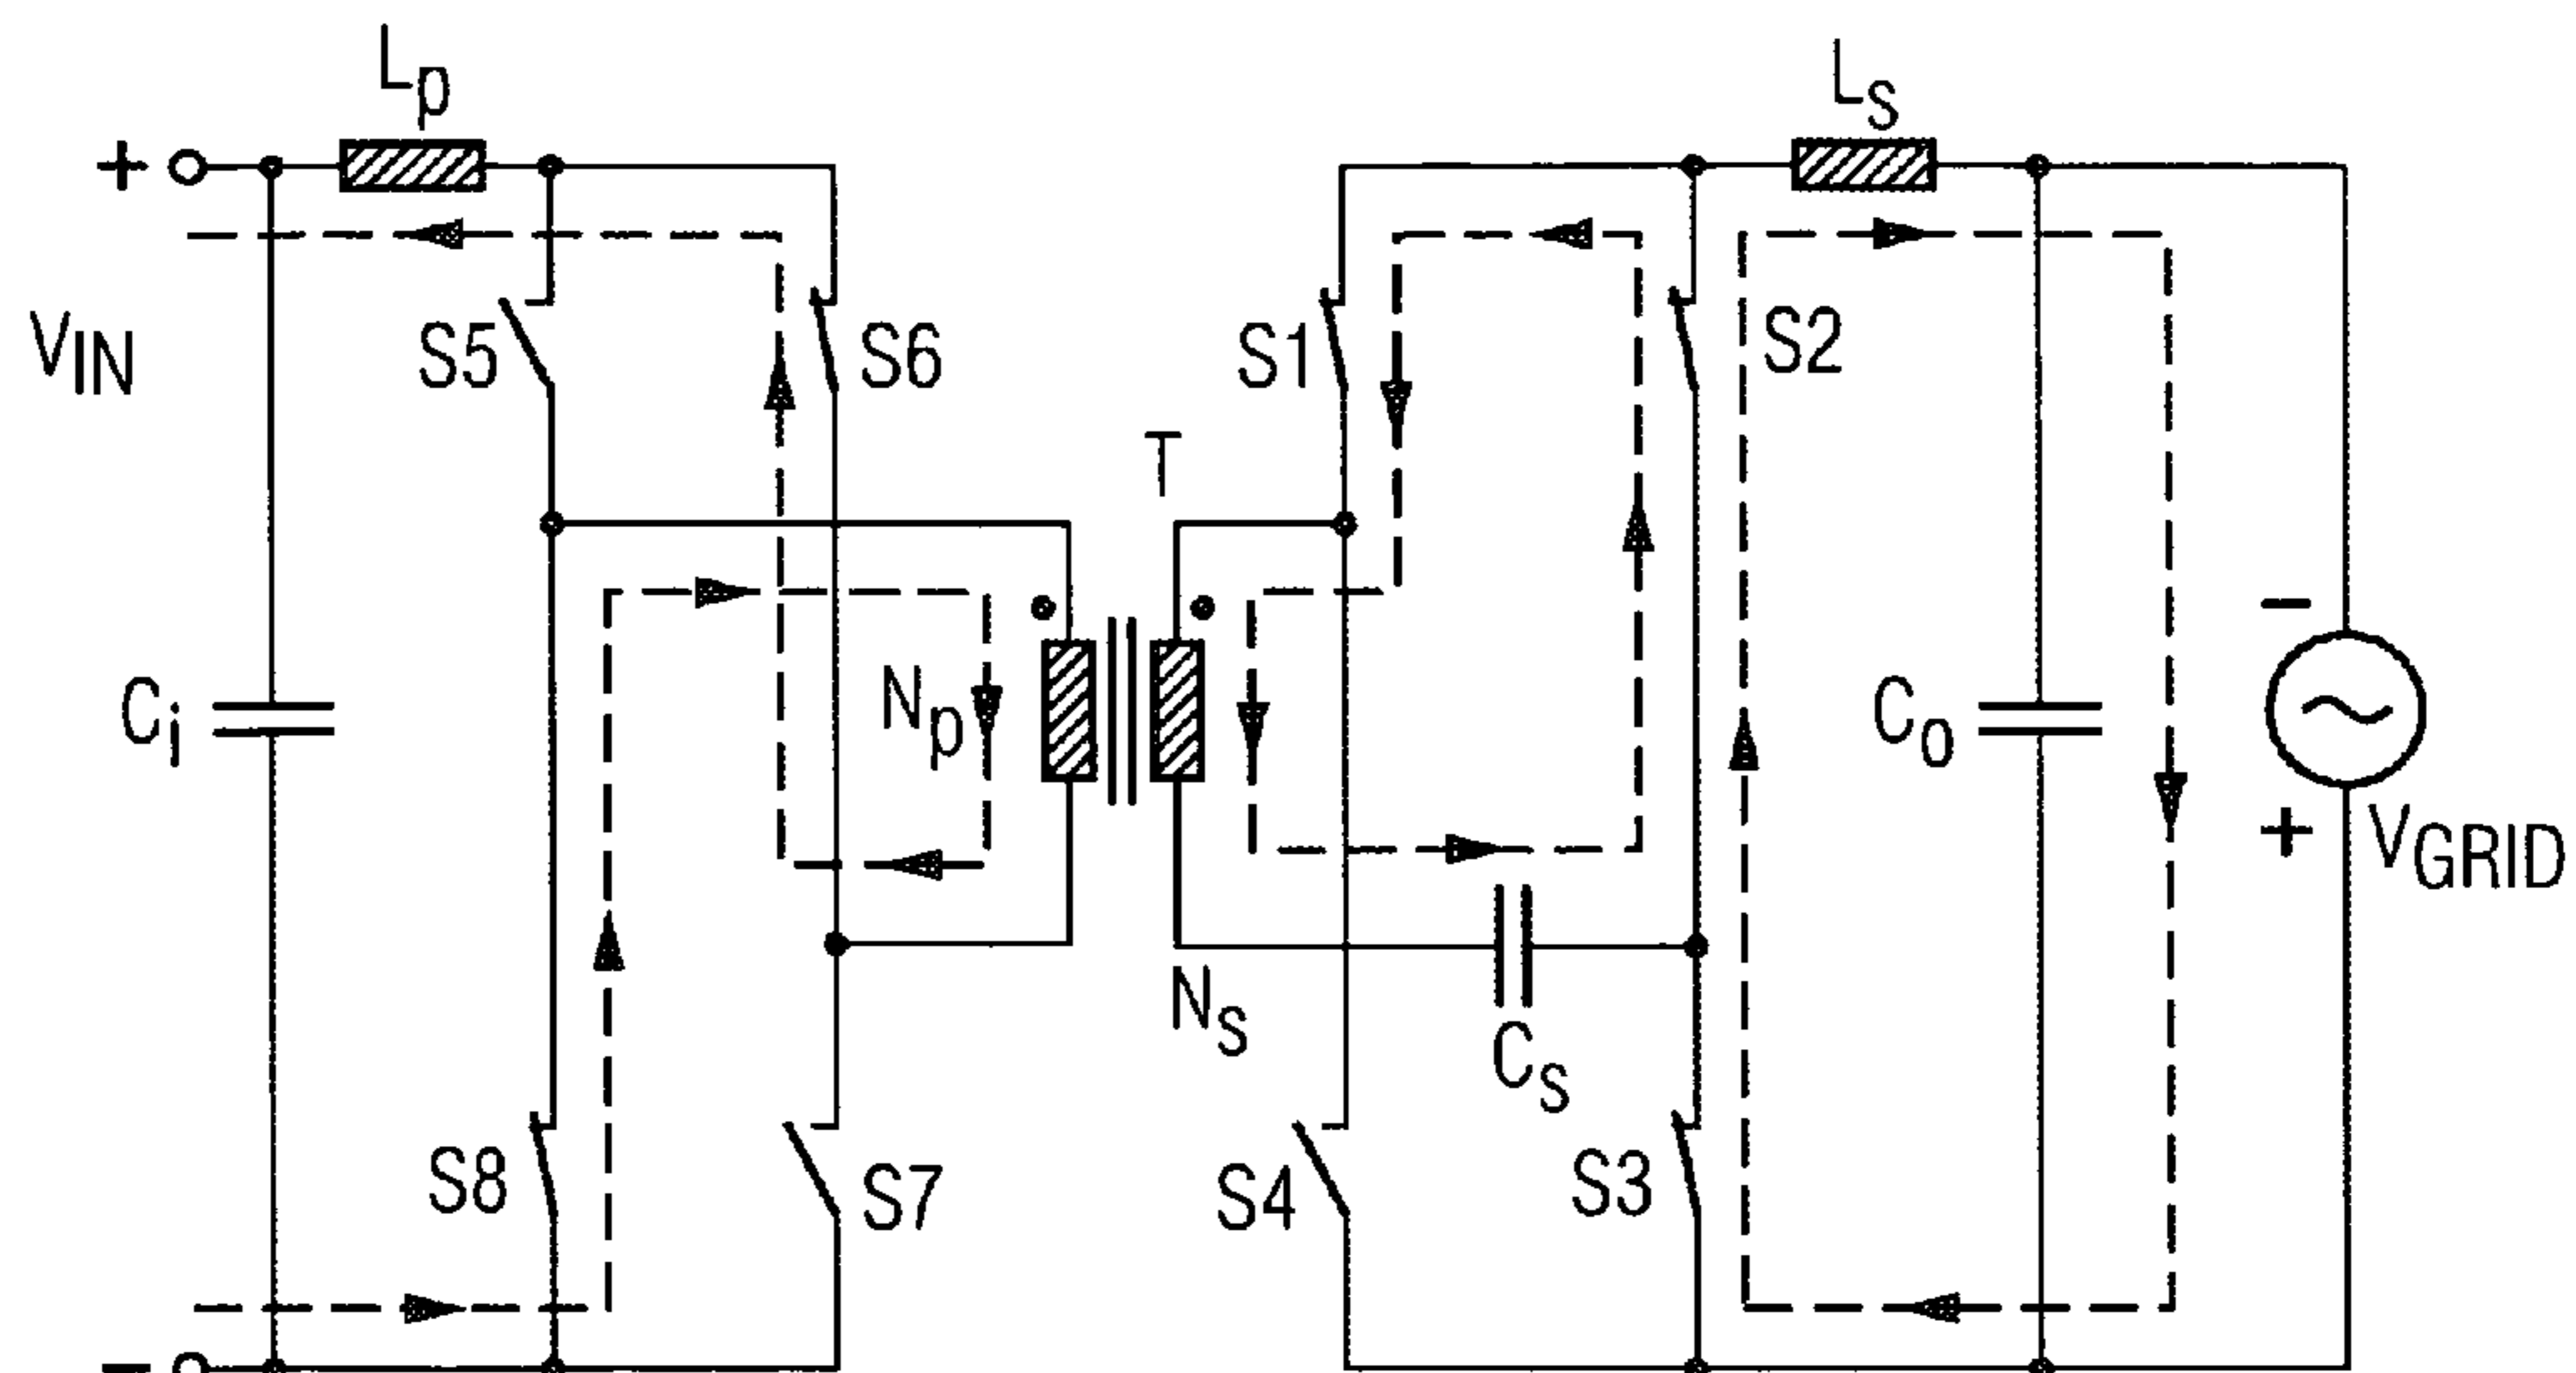 Lp
Ls
+
VIN
S5
S6
S1
S2
T
Ci
Np
Co
−
+
VGRID
Ns
Cs
S8
S7
S4
S3
−